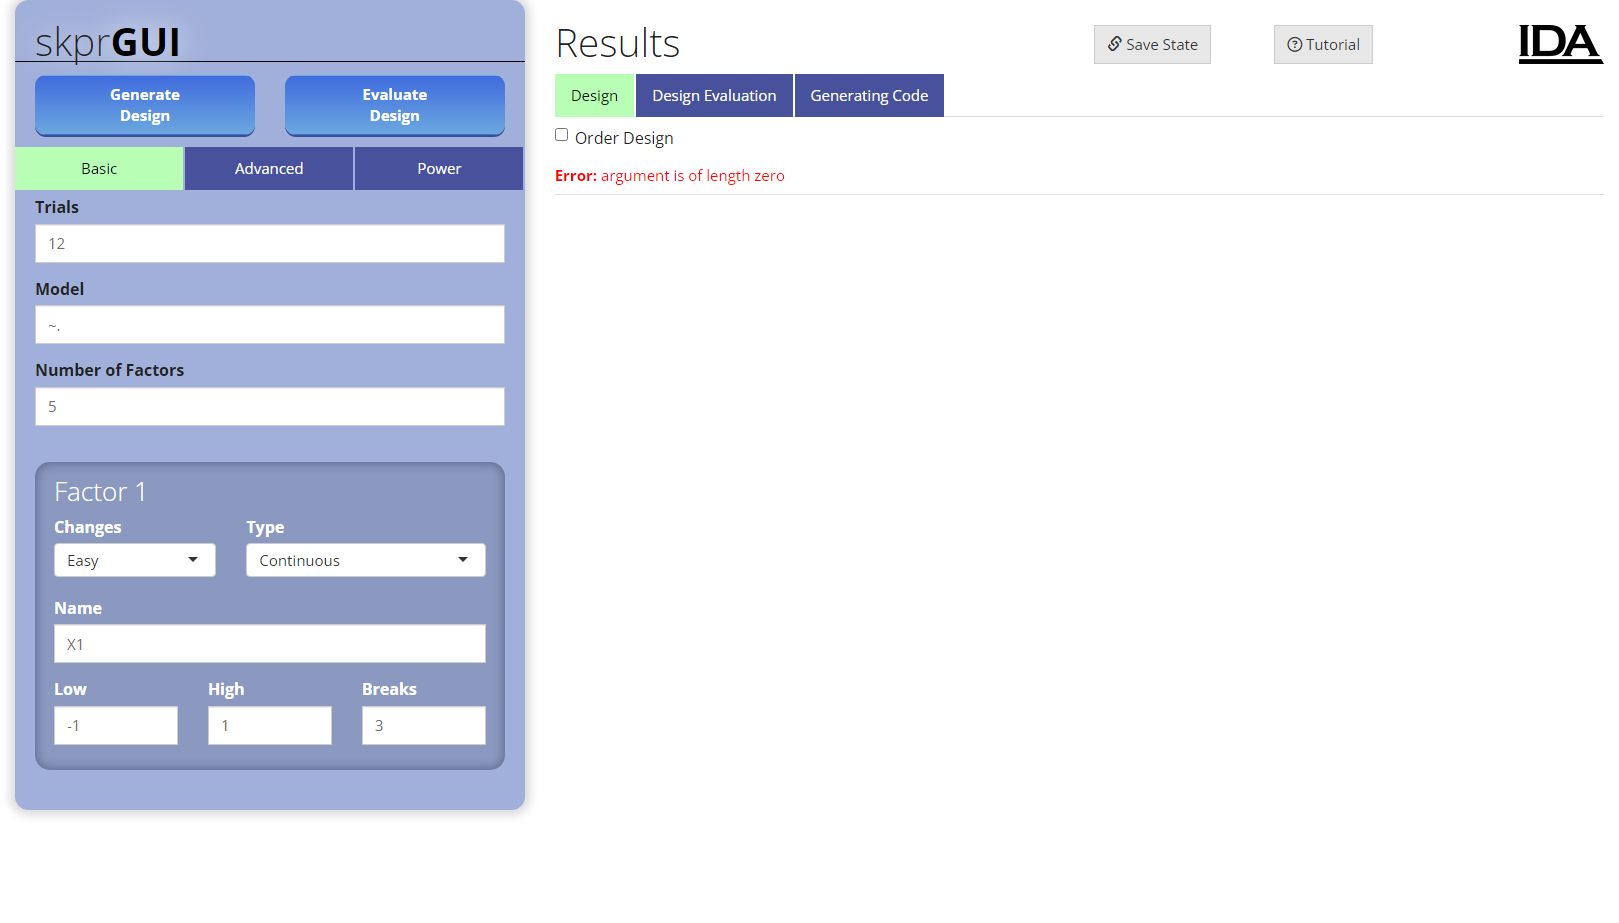 skprGUI
Generate
Design
Evaluate
Design
Basic
Advanced
Power
Trials
12
Model
~.
Number of Factors
5
Factor 1
Changes
Type
Easy
Continuous
Name
X1
Low
High
Breaks
-1
1
3
Results
Save State
Tutorial
IDA
Design
Design Evaluation
Generating Code
Order Design
Error: argument is of length zero